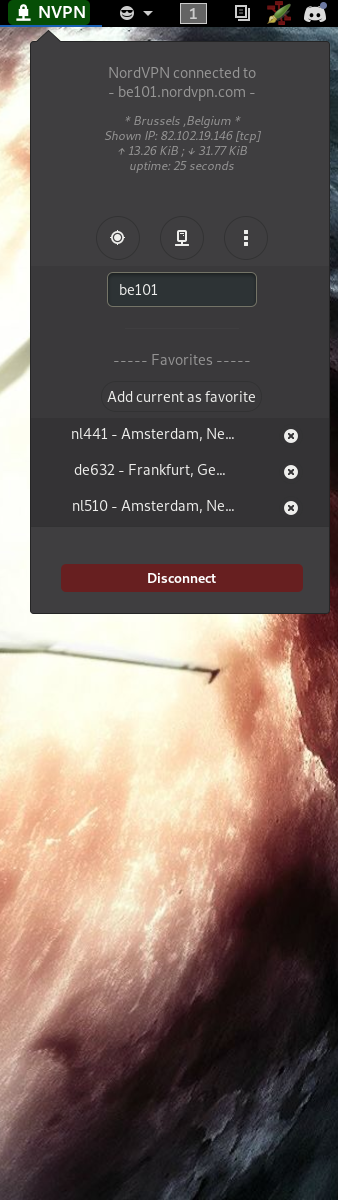 NVPN
1
NordVPN connected to
- be101.nordvpn.com -
* Brussels ,Belgium *
Shown IP: 82.102.19.146 [tcp]
↑ 13.26 KiB ; ↓ 31.77 KiB
uptime: 25 seconds
be101
----- Favorites -----
Add current as favorite
nl441 - Amsterdam, Ne...
de632 - Frankfurt, Ge...
nl510 - Amsterdam, Ne...
Disconnect